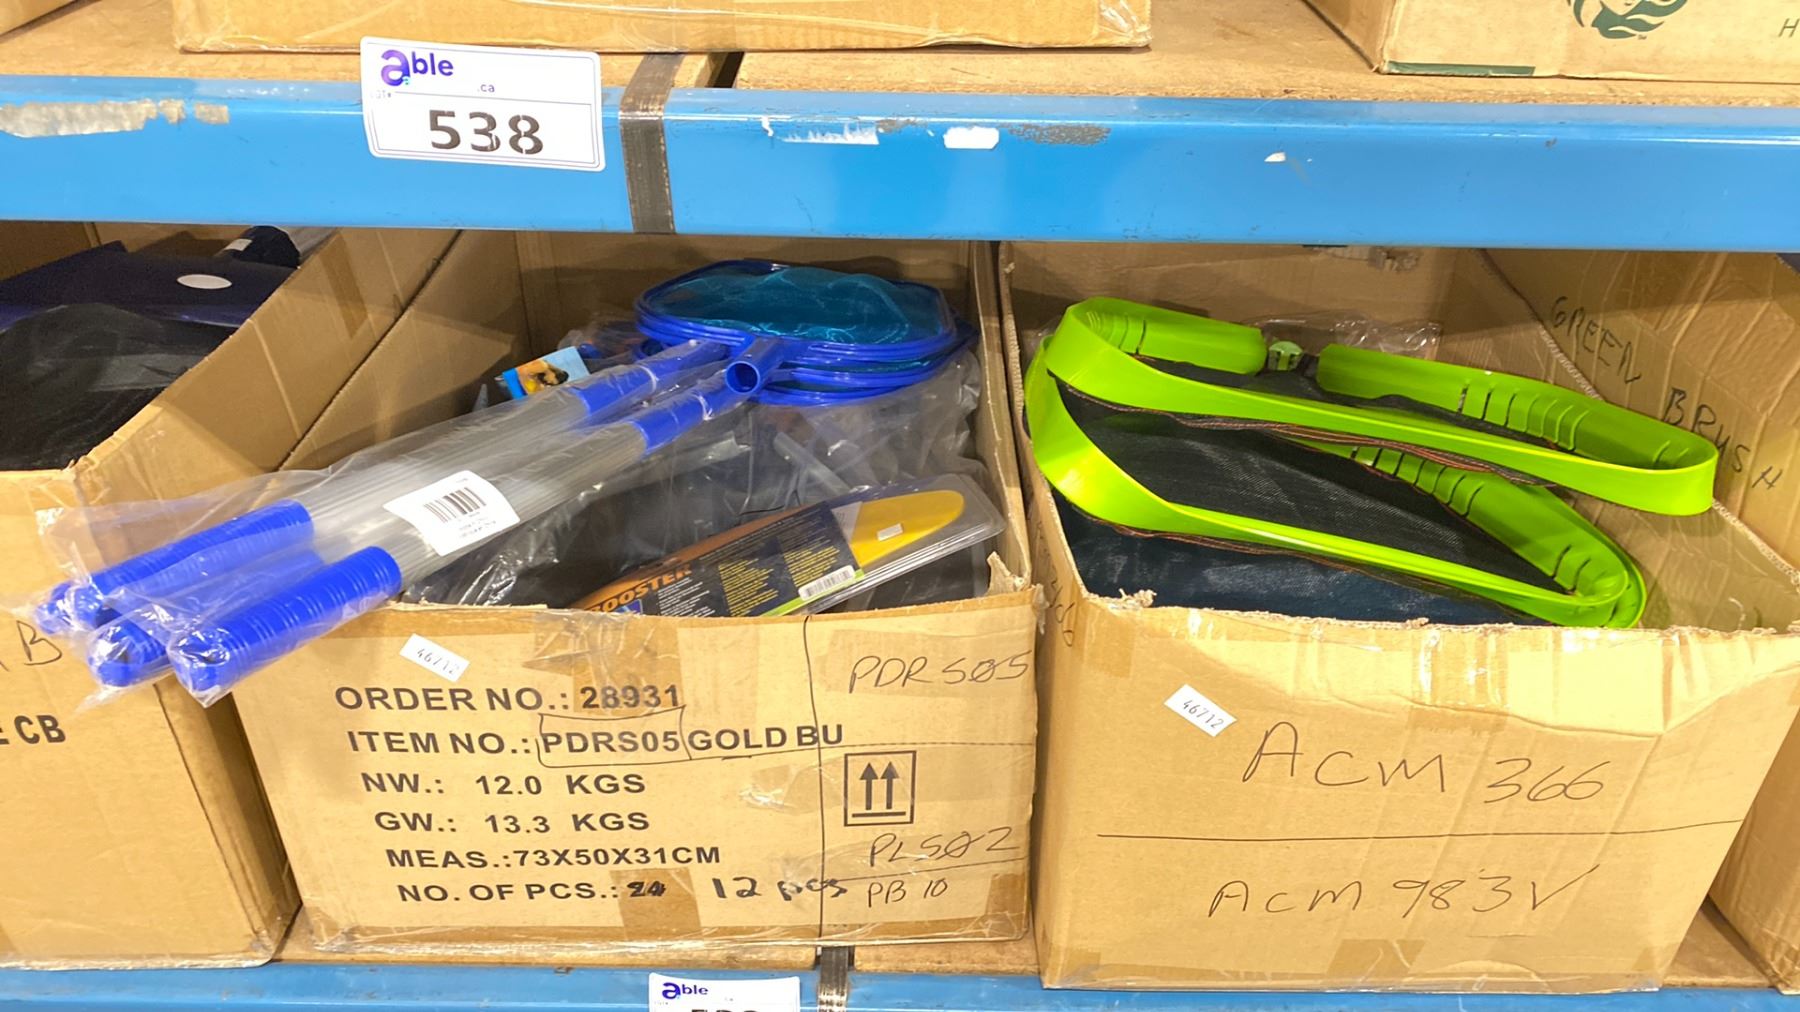 able
.ca
LOT#
538
H
GREEN BRUSH
BOOSTER
46712
ORDER NO.: 28931
ITEM NO.: PDRS05 GOLD BU
NW.: 12.0 KGS
GW.: 13.3 KGS
MEAS.:73X50X31CM
NO. OF PCS.: 24 12 pcs
PDRS05
PLS02
PB 10
46712
ACM 366
ACM 983V
B
E CB
able